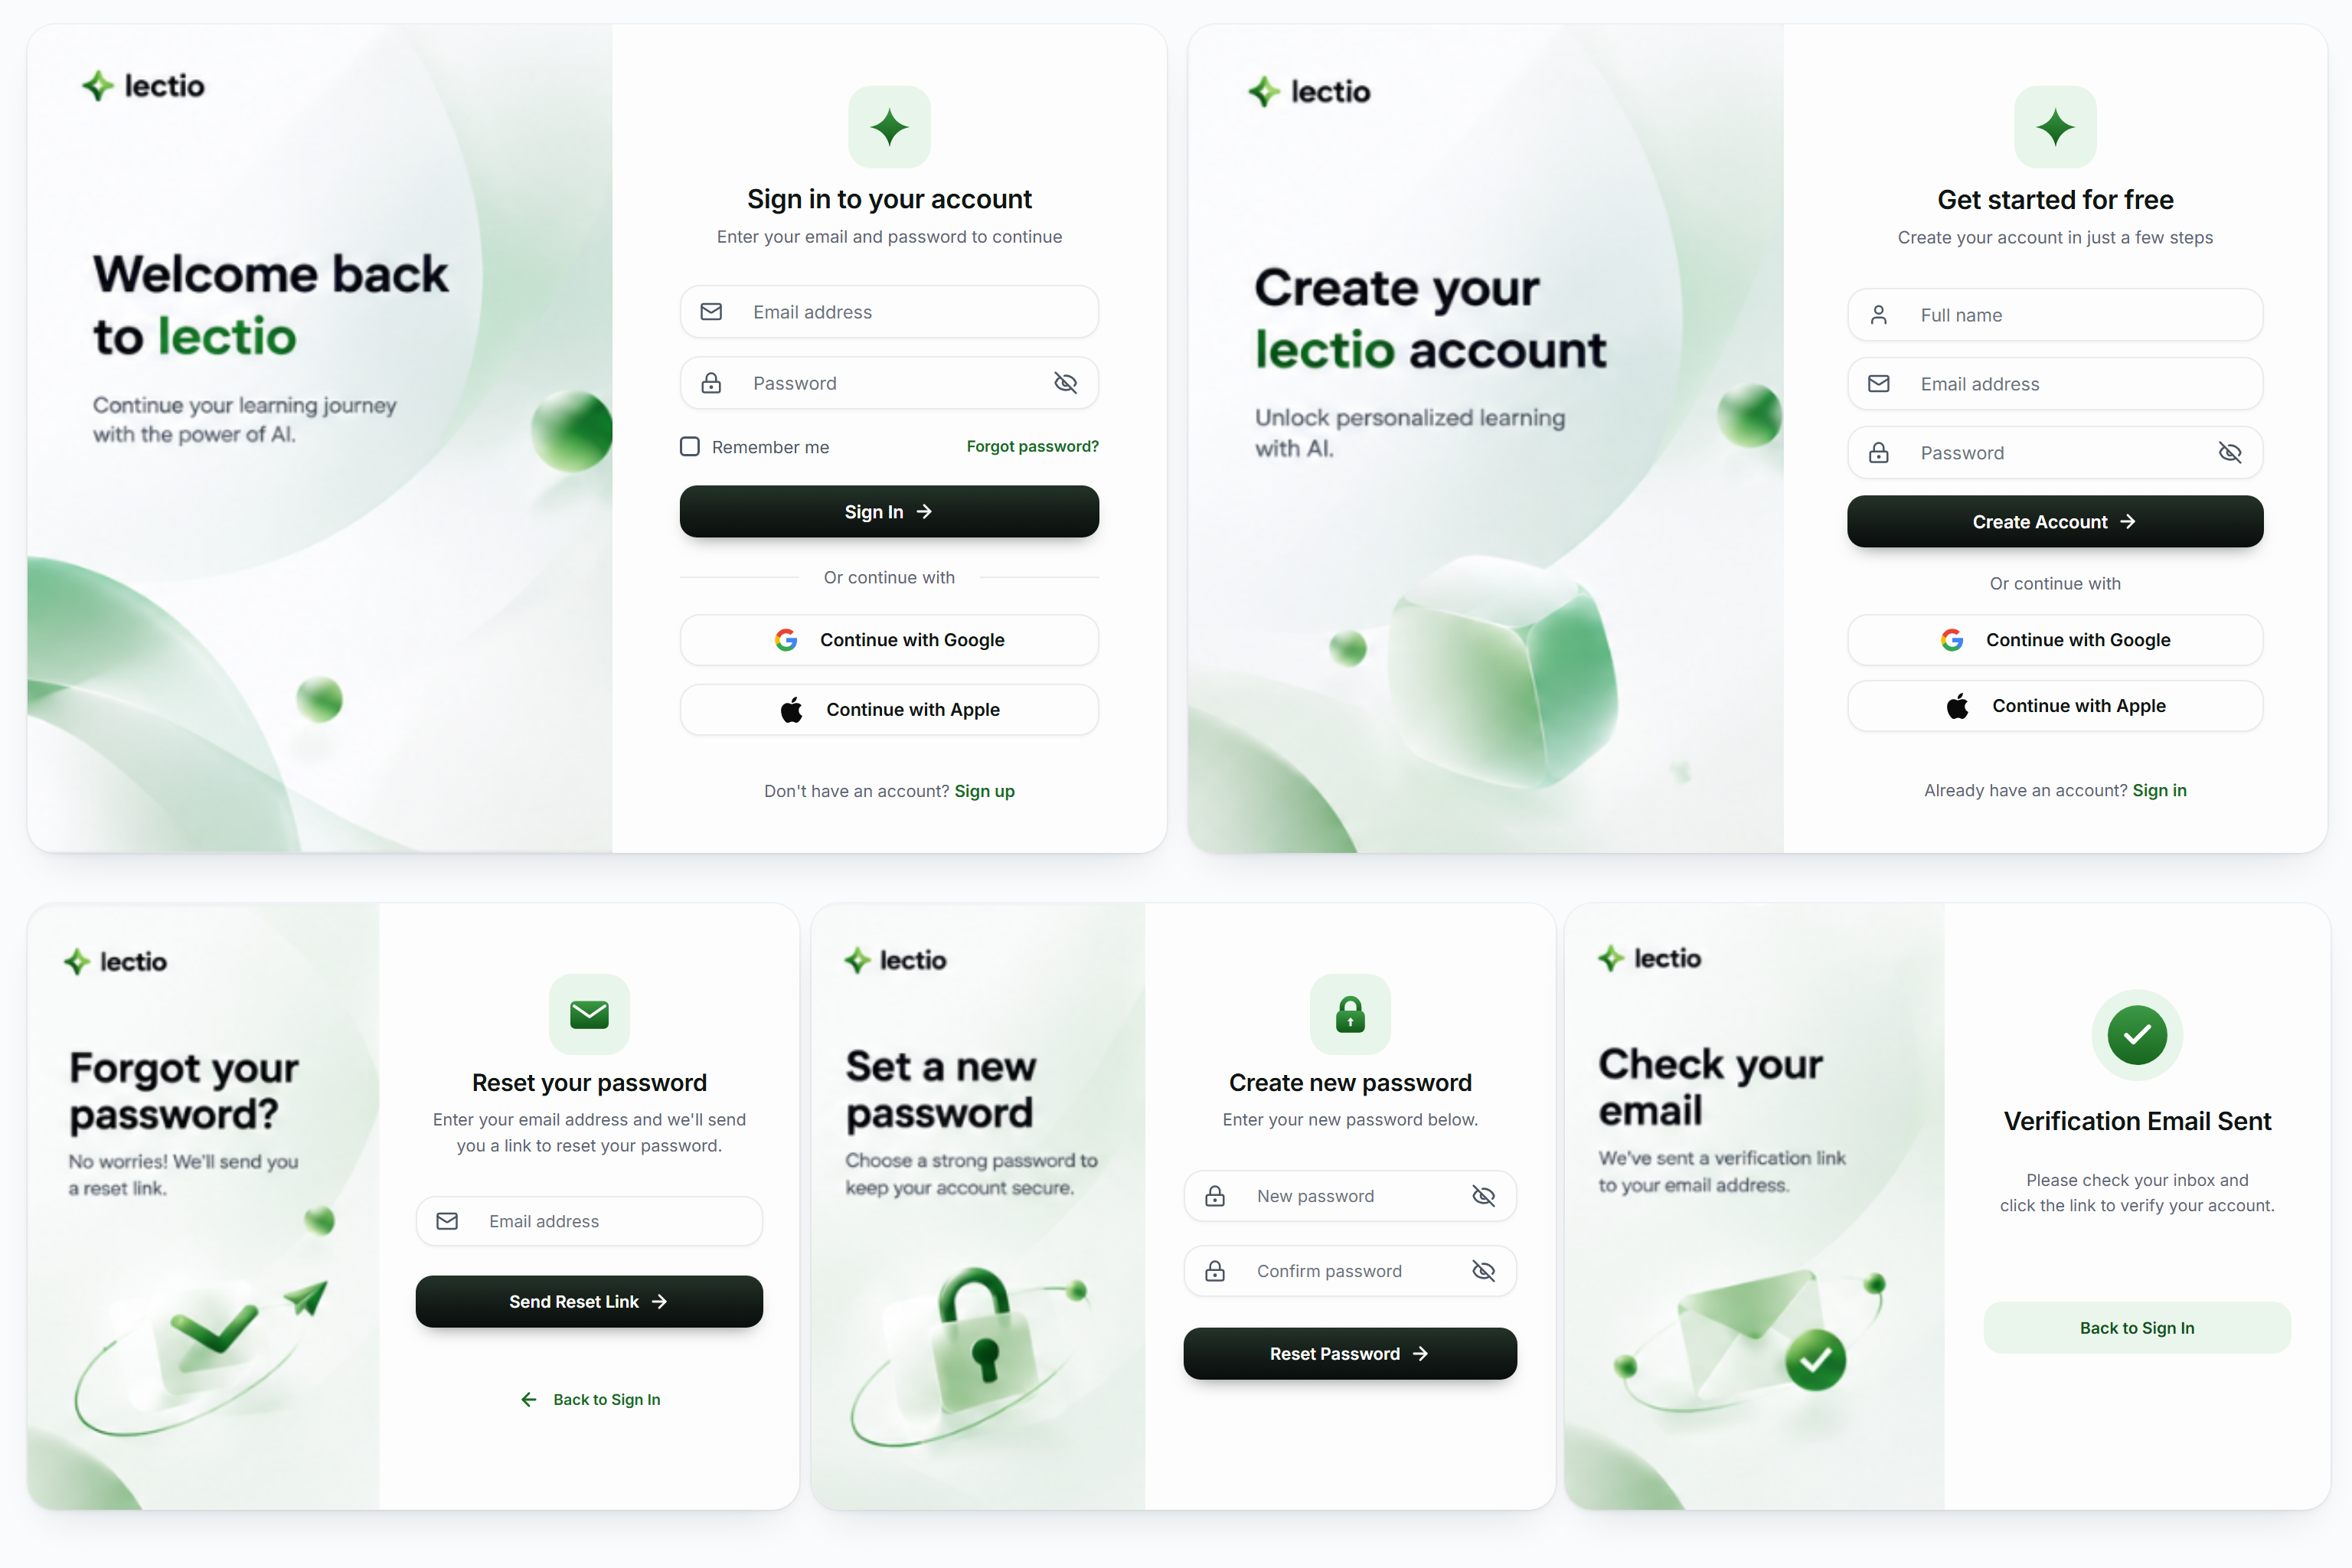 lectio
Welcome back
to lectio
Continue your learning journey
with the power of AI.
Sign in to your account
Enter your email and password to continue
Email address
Password
Remember me
Forgot password?
Sign In
Or continue with
Continue with Google
Continue with Apple
Don't have an account? Sign up
lectio
Create your
lectio account
Unlock personalized learning
with AI.
Get started for free
Create your account in just a few steps
Full name
Email address
Password
Create Account
Or continue with
Continue with Google
Continue with Apple
Already have an account? Sign in
lectio
Forgot your
password?
No worries! We'll send you
a reset link.
Reset your password
Enter your email address and we'll send
you a link to reset your password.
Email address
Send Reset Link
Back to Sign In
lectio
Set a new
password
Choose a strong password to
keep your account secure.
Create new password
Enter your new password below.
New password
Confirm password
Reset Password
lectio
Check your
email
We've sent a verification link
to your email address.
Verification Email Sent
Please check your inbox and
click the link to verify your account.
Back to Sign In